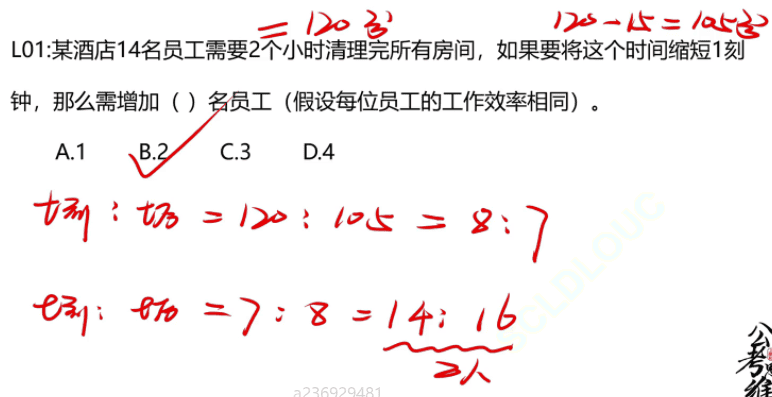 =120分
120-15=105分
L01:某酒店14名员工需要2个小时清理完所有房间，如果要将这个时间缩短1刻
钟，那么需增加（ ）名员工（假设每位员工的工作效率相同）。
A.1 B.2 C.3 D.4
t前:t后=120:105=8:7
前:后=7:8=14:16
2人
CLDLOUC
a236929481
公
考